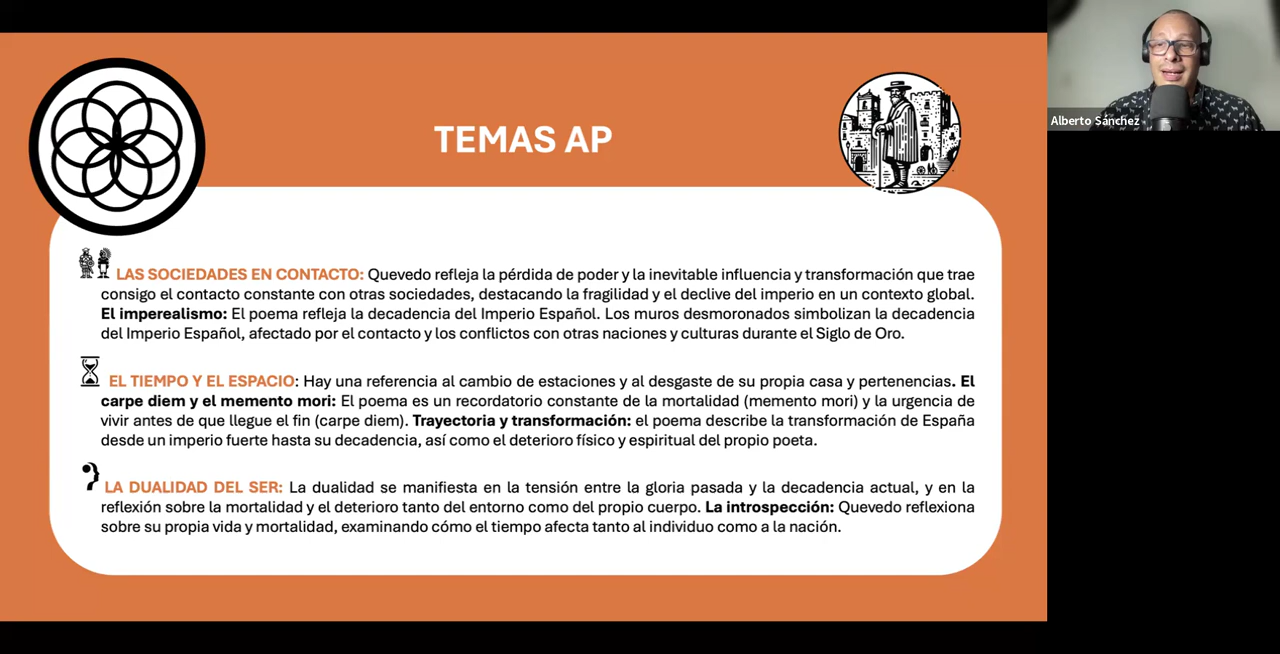 TEMAS AP
Alberto Sánchez
LAS SOCIEDADES EN CONTACTO: Quevedo refleja la pérdida de poder y la inevitable influencia y transformación que trae
consigo el contacto constante con otras sociedades, destacando la fragilidad y el declive del imperio en un contexto global.
El imperealismo: El poema refleja la decadencia del Imperio Español. Los muros desmoronados simbolizan la decadencia
del Imperio Español, afectado por el contacto y los conflictos con otras naciones y culturas durante el Siglo de Oro.
EL TIEMPO Y EL ESPACIO: Hay una referencia al cambio de estaciones y al desgaste de su propia casa y pertenencias. El
carpe diem y el memento mori: El poema es un recordatorio constante de la mortalidad (memento mori) y la urgencia de
vivir antes de que llegue el fin (carpe diem). Trayectoria y transformación: el poema describe la transformación de España
desde un imperio fuerte hasta su decadencia, así como el deterioro físico y espiritual del propio poeta.
LA DUALIDAD DEL SER: La dualidad se manifiesta en la tensión entre la gloria pasada y la decadencia actual, y en la
reflexión sobre la mortalidad y el deterioro tanto del entorno como del propio cuerpo. La introspección: Quevedo reflexiona
sobre su propia vida y mortalidad, examinando cómo el tiempo afecta tanto al individuo como a la nación.